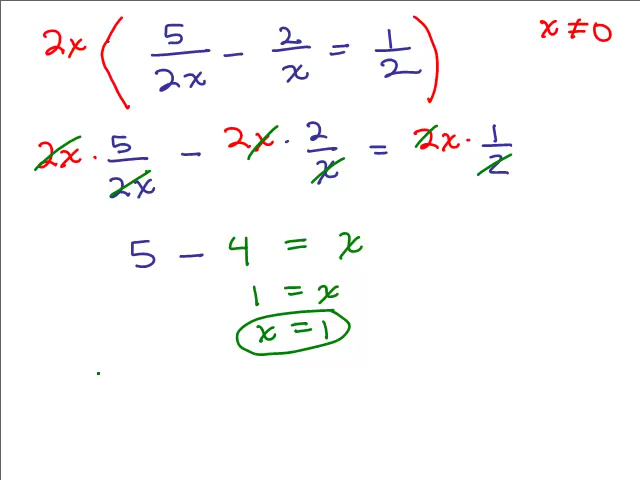 2x ( 5/2x - 2/x = 1/2 ) x ≠ 0
2x · 5/2x - 2x · 2/x = 2x · 1/2
5 - 4 = x
1 = x
x = 1